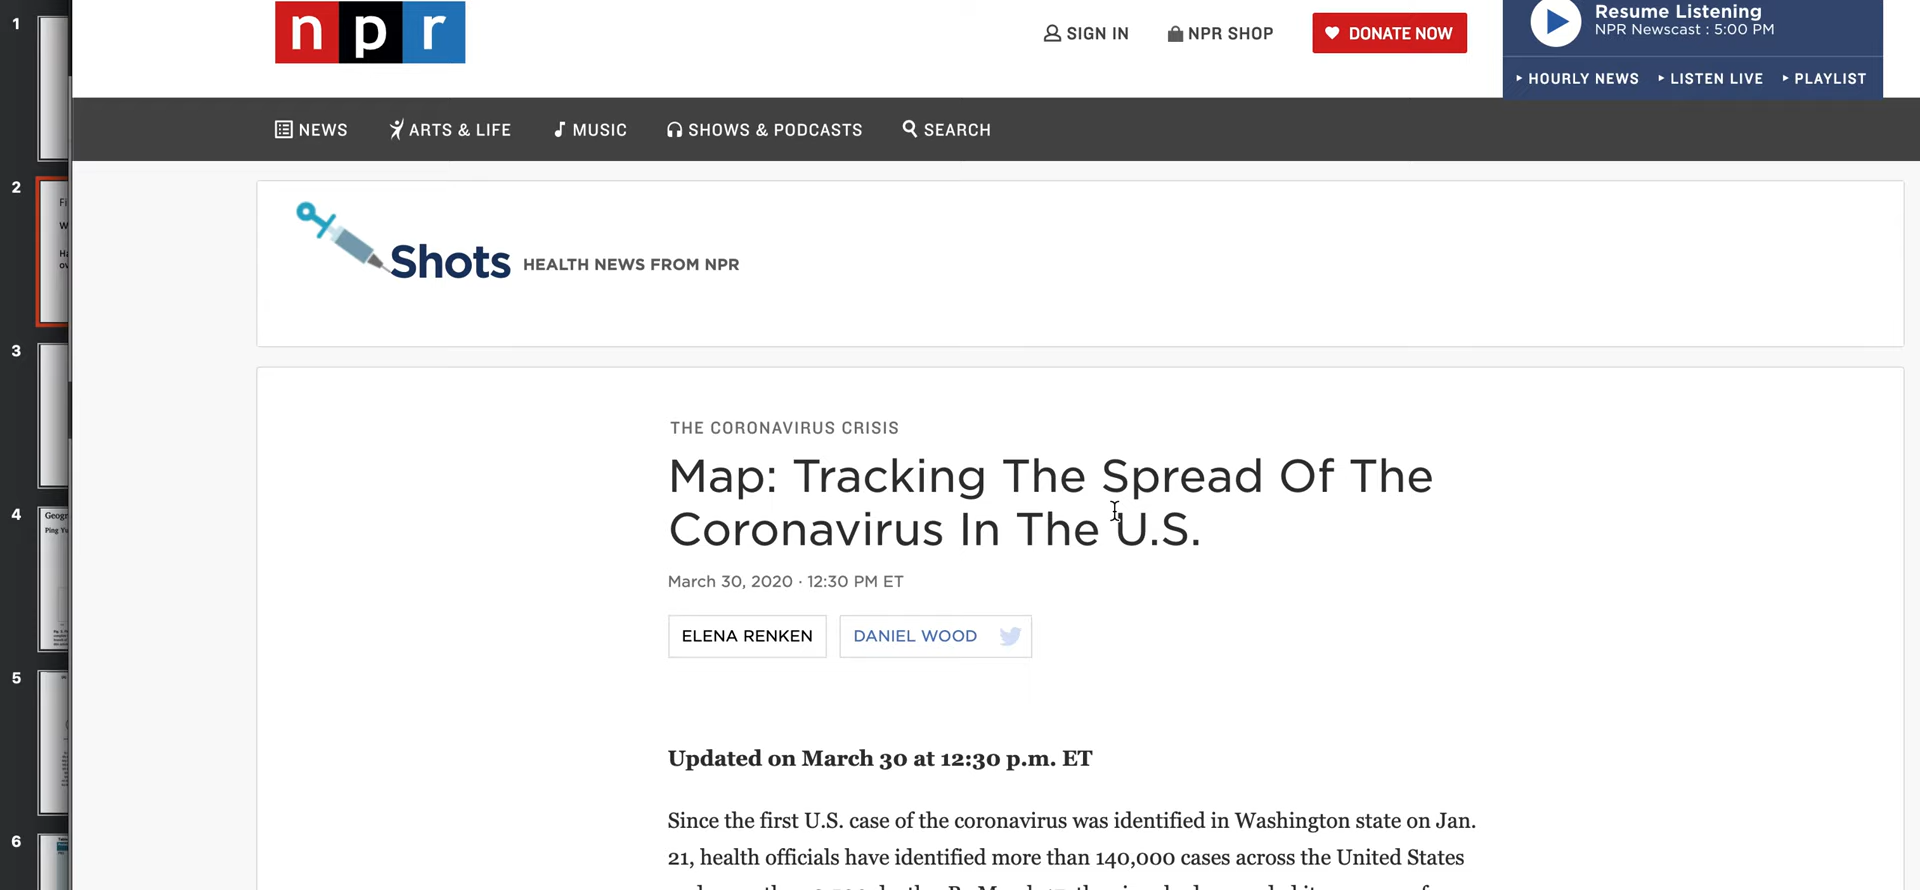 1
npr
SIGN IN
NPR SHOP
DONATE NOW
Resume Listening
NPR Newscast : 5:00 PM
HOURLY NEWS
LISTEN LIVE
PLAYLIST
NEWS
ARTS & LIFE
MUSIC
SHOWS & PODCASTS
SEARCH
2
Shots HEALTH NEWS FROM NPR
3
THE CORONAVIRUS CRISIS
Map: Tracking The Spread Of The
Coronavirus In The U.S.
4
March 30, 2020 · 12:30 PM ET
ELENA RENKEN
DANIEL WOOD
5
Updated on March 30 at 12:30 p.m. ET
6
Since the first U.S. case of the coronavirus was identified in Washington state on Jan.
21, health officials have identified more than 140,000 cases across the United States